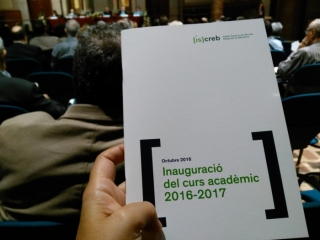 (is)creb
Octubre 2016
Inauguració
del curs acadèmic
2016-2017